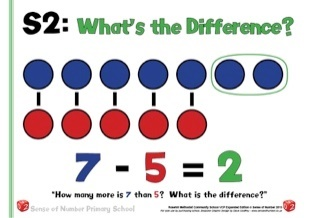 S2: What's the Difference?
7 - 5 = 2
"How many more is 7 than 5?  What is the difference?"
Sense of Number Primary School